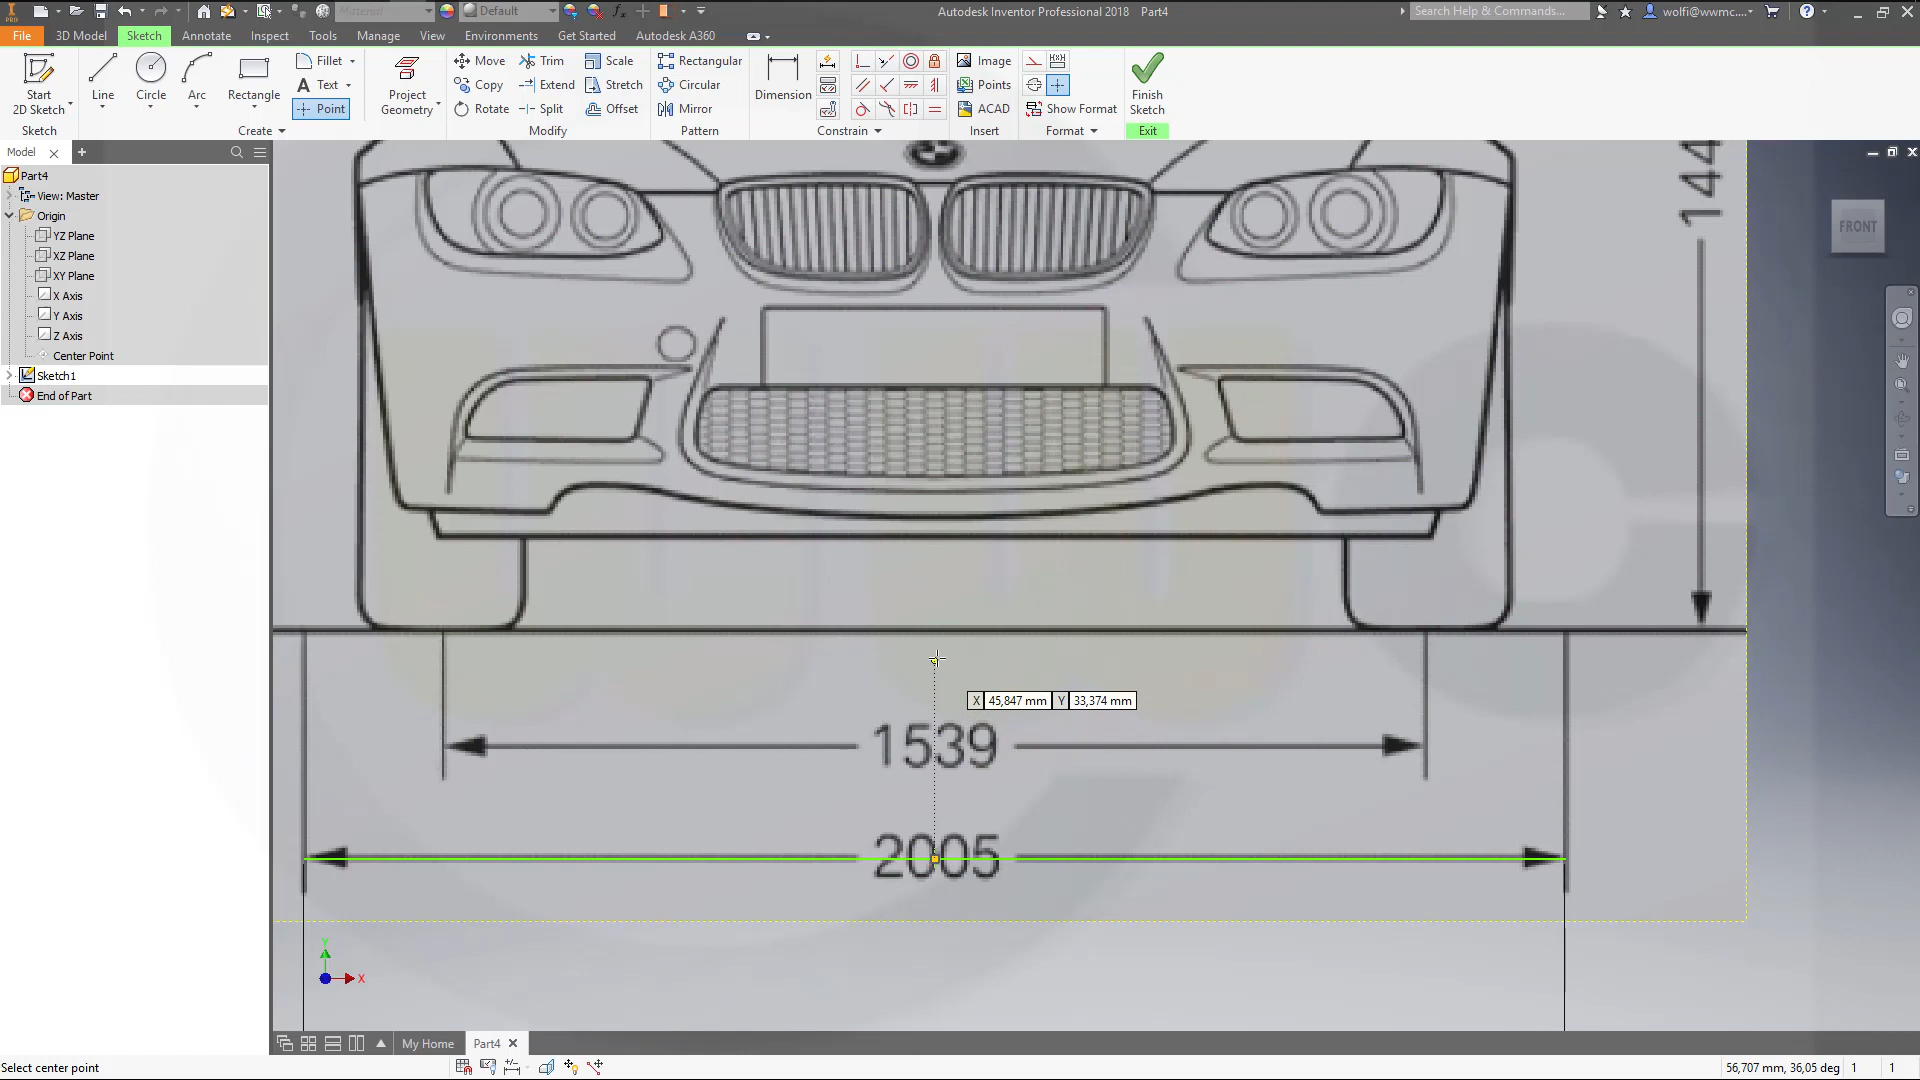 Material
Default
Autodesk Inventor Professional 2018 Part4
Search Help & Commands...
wolfi@wwmc....
PRO
File
3D Model
Sketch
Annotate
Inspect
Tools
Manage
View
Environments
Get Started
Autodesk A360
Start
2D Sketch
Line
Circle
Arc
Rectangle
Fillet
Text
Point
Project
Geometry
Move
Copy
Rotate
Trim
Extend
Split
Scale
Stretch
Offset
Rectangular
Circular
Mirror
Dimension
Image
Points
ACAD
Show Format
Finish
Sketch
Sketch
Create
Modify
Pattern
Constrain
Insert
Format
Exit
Model
Part4
View: Master
Origin
YZ Plane
XZ Plane
XY Plane
X Axis
Y Axis
Z Axis
Center Point
Sketch1
End of Part
144
FRONT
X 45,847 mm Y 33,374 mm
1539
2005
Y
X
My Home
Part4
Select center point
56,707 mm, 36,05 deg 1 1